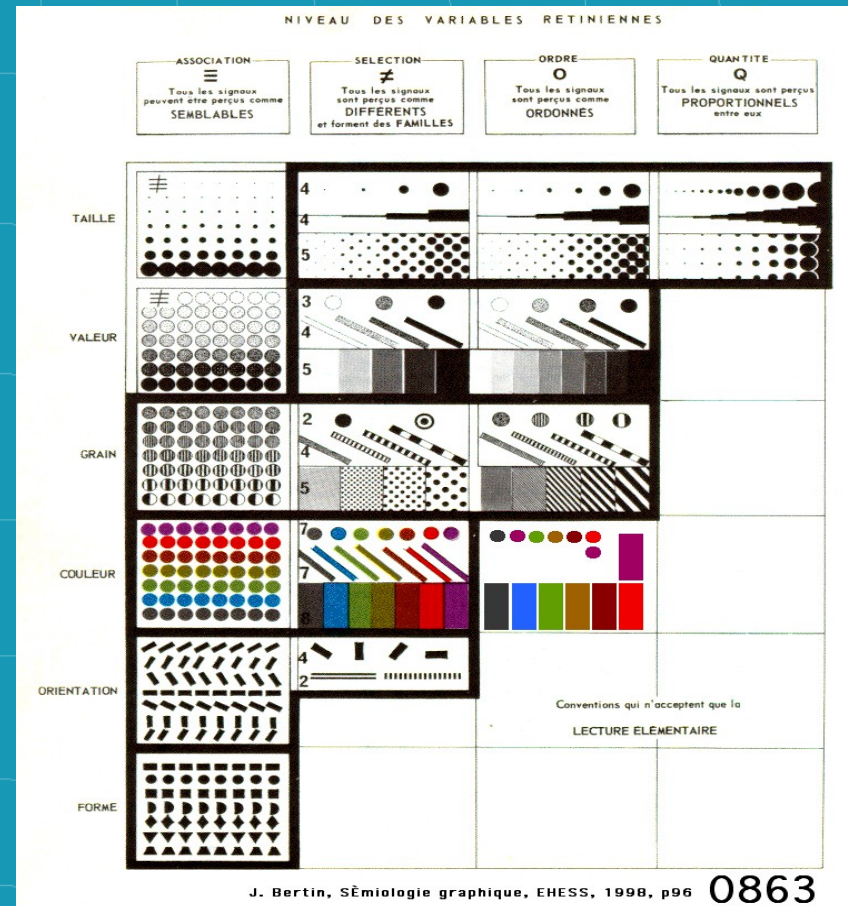 NIVEAU DES VARIABLES RETINIENNES
ASSOCIATION
≡
Tous les signaux
peuvent être perçus comme
SEMBLABLES
SELECTION
≠
Tous les signaux
sont perçus comme
DIFFÉRENTS
et forment des FAMILLES
ORDRE
O
Tous les signaux
sont perçus comme
ORDONNÉS
QUANTITE
Q
Tous les signaux sont perçus
PROPORTIONNELS
entre eux
TAILLE
≠
4
4
5
VALEUR
≠
3
4
5
GRAIN
2
4
5
COULEUR
7
7
8
ORIENTATION
4
2
Conventions qui n'acceptent que la
LECTURE ELEMENTAIRE
FORME
J. Bertin, SÈmiologie graphique, EHESS, 1998, p96 0863